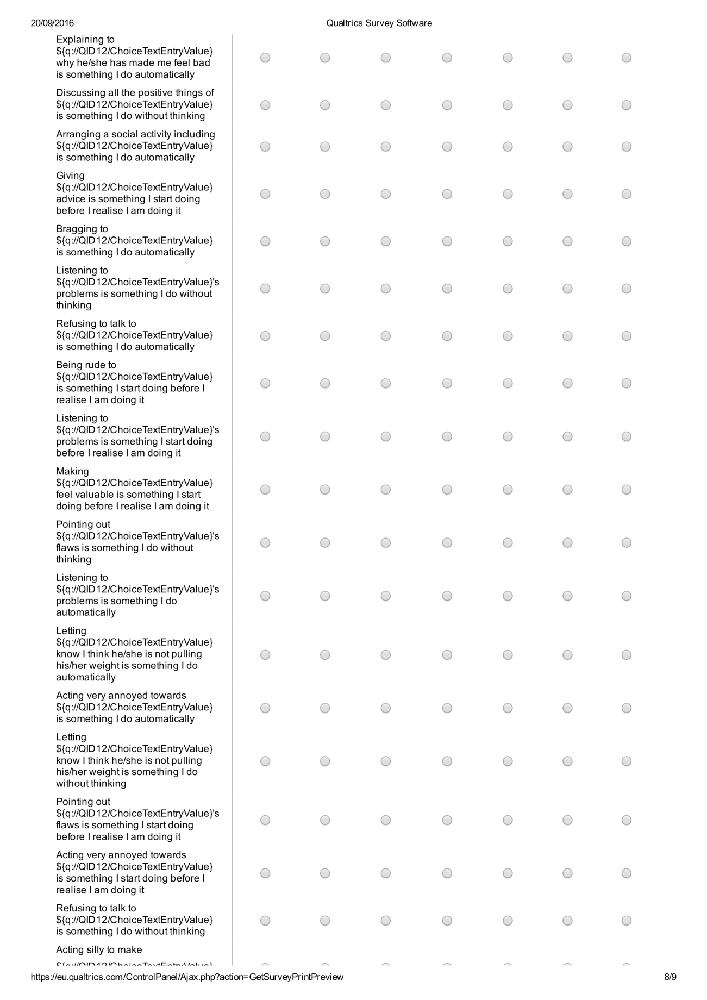 20/09/2016
Qualtrics Survey Software
Explaining to
${q://QID12/ChoiceTextEntryValue}
why he/she has made me feel bad
is something I do automatically
Discussing all the positive things of
${q://QID12/ChoiceTextEntryValue}
is something I do without thinking
Arranging a social activity including
${q://QID12/ChoiceTextEntryValue}
is something I do automatically
Giving
${q://QID12/ChoiceTextEntryValue}
advice is something I start doing
before I realise I am doing it
Bragging to
${q://QID12/ChoiceTextEntryValue}
is something I do automatically
Listening to
${q://QID12/ChoiceTextEntryValue}'s
problems is something I do without
thinking
Refusing to talk to
${q://QID12/ChoiceTextEntryValue}
is something I do automatically
Being rude to
${q://QID12/ChoiceTextEntryValue}
is something I start doing before I
realise I am doing it
Listening to
${q://QID12/ChoiceTextEntryValue}'s
problems is something I start doing
before I realise I am doing it
Making
${q://QID12/ChoiceTextEntryValue}
feel valuable is something I start
doing before I realise I am doing it
Pointing out
${q://QID12/ChoiceTextEntryValue}'s
flaws is something I do without
thinking
Listening to
${q://QID12/ChoiceTextEntryValue}'s
problems is something I do
automatically
Letting
${q://QID12/ChoiceTextEntryValue}
know I think he/she is not pulling
his/her weight is something I do
automatically
Acting very annoyed towards
${q://QID12/ChoiceTextEntryValue}
is something I do automatically
Letting
${q://QID12/ChoiceTextEntryValue}
know I think he/she is not pulling
his/her weight is something I do
without thinking
Pointing out
${q://QID12/ChoiceTextEntryValue}'s
flaws is something I start doing
before I realise I am doing it
Acting very annoyed towards
${q://QID12/ChoiceTextEntryValue}
is something I start doing before I
realise I am doing it
Refusing to talk to
${q://QID12/ChoiceTextEntryValue}
is something I do without thinking
Acting silly to make
${q://QID12/ChoiceTextEntryValue}
https://eu.qualtrics.com/ControlPanel/Ajax.php?action=GetSurveyPrintPreview
8/9